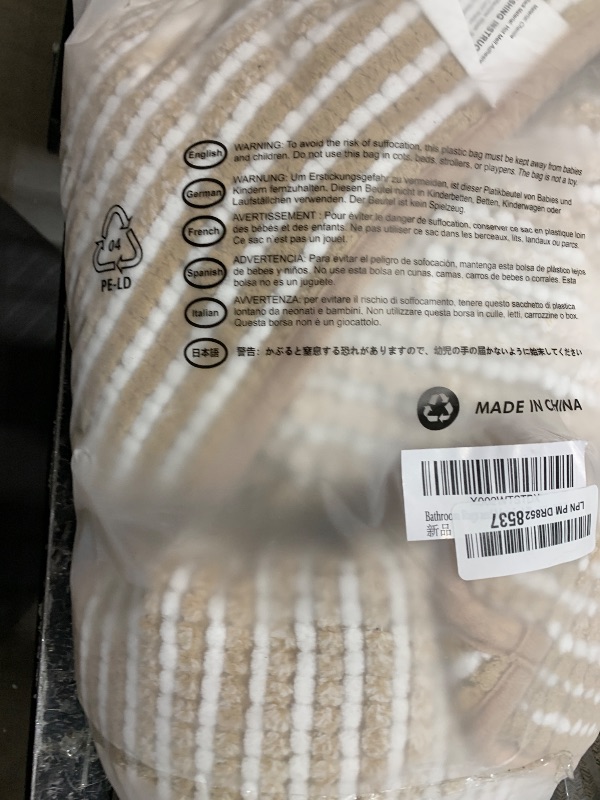 SHING INSTRUC
English
WARNING: To avoid the risk of suffocation, this plastic bag must be kept away from babies
and children. Do not use this bag in cots, beds, strollers, or playpens. The bag is not a toy.
German
WARNUNG: Um Erstickungsgefahr zu vermeidan, ist dieser Platikbeutel von Babies und
Kindern fernzuhalten. Diesen Beutel nicht in Kinderbetten, Betten, Kinderwagen oder
Laufställchen verwenden. Der Beutel ist kein Spielzeug.
French
AVERTISSEMENT : Pour éviter le danger de suffocation, conserver ce sac en plastique loin
des bébés et des enfants. Ne pas utiliser ce sac dans les berceaux, lits, landaux ou parcs.
Ce sac n'est pas un jouet.
Spanish
ADVERTENCIA: Para evitar el peligro de sofocación, mantenga esta bolsa de plástico lejos
de bebés y niños. No use esta bolsa en cunas, camas, carros de bebes o corrales. Esta
bolsa no es un juguete.
Italian
AVVERTENZA: per evitare il rischio di soffocamento, tenere questo sacchetto di plastica
lontano da neonati e bambini. Non utilizzare questa borsa in culle, letti, carrozzine o box.
Questa borsa non è un giocattolo.
日本語
警告: かぶると窒息する恐れがありますので、幼児の手の届かないように始末してください
04
PE-LD
MADE IN CHINA
新品
LPN PM DR852 8537